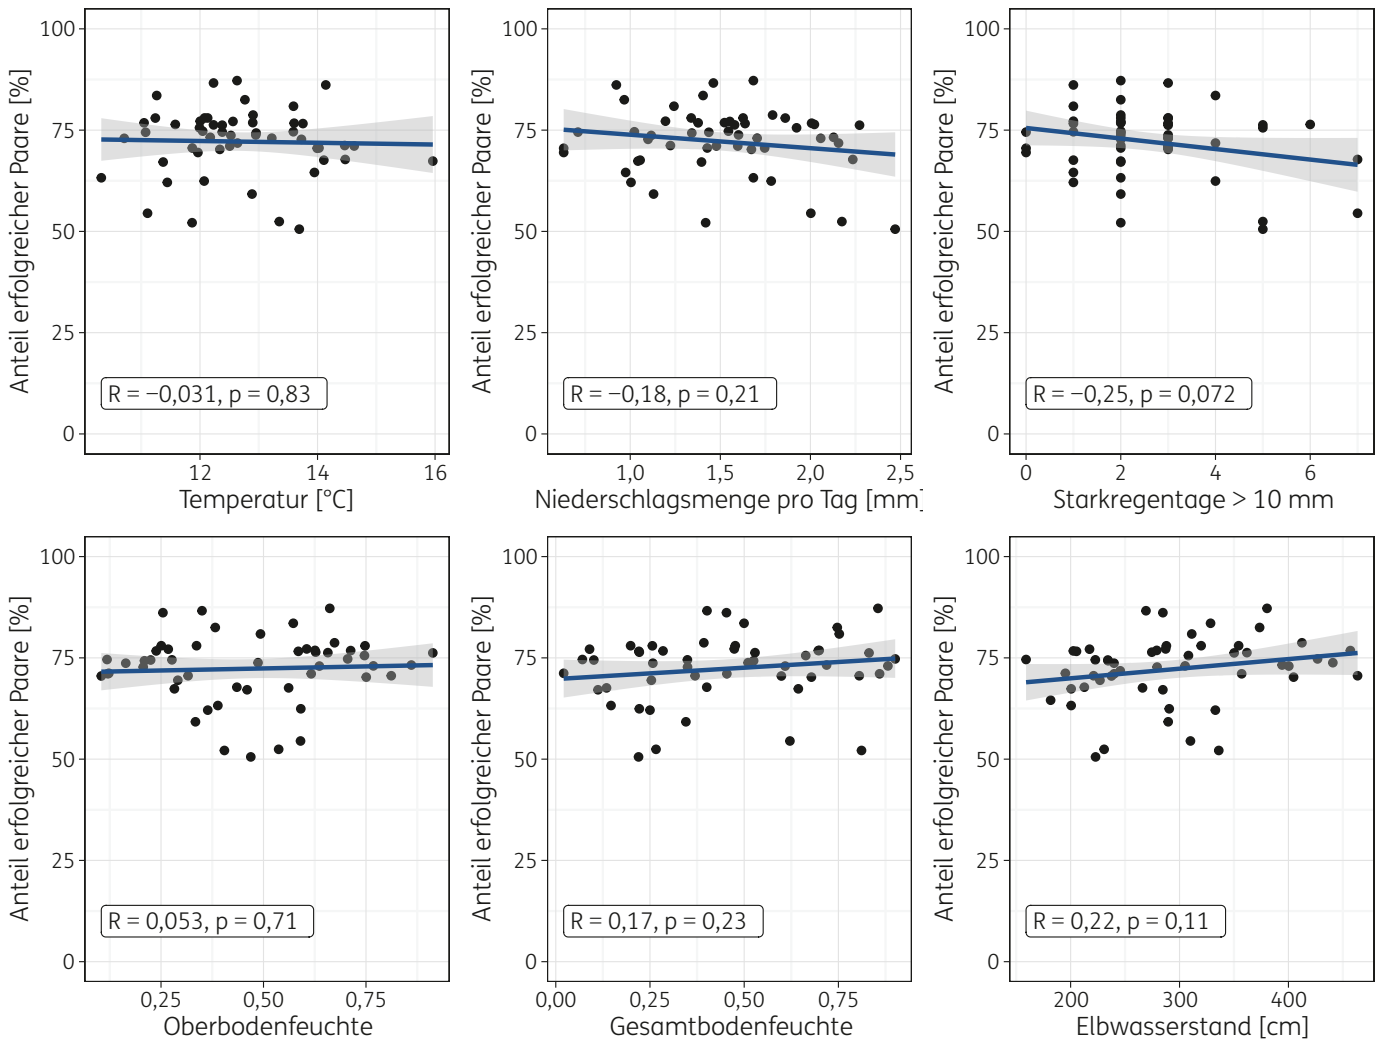 Anteil erfolgreicher Paare [%]
100
75
50
25
0
R = −0,031, p = 0,83
12 14 16
Temperatur [°C]
Anteil erfolgreicher Paare [%]
100
75
50
25
0
R = −0,18, p = 0,21
1,0 1,5 2,0 2,5
Niederschlagsmenge pro Tag [mm]
Anteil erfolgreicher Paare [%]
100
75
50
25
0
R = −0,25, p = 0,072
0 2 4 6
Starkregentage > 10 mm
Anteil erfolgreicher Paare [%]
100
75
50
25
0
R = 0,053, p = 0,71
0,25 0,50 0,75
Oberbodenfeuchte
Anteil erfolgreicher Paare [%]
100
75
50
25
0
R = 0,17, p = 0,23
0,00 0,25 0,50 0,75
Gesamtbodenfeuchte
Anteil erfolgreicher Paare [%]
100
75
50
25
0
R = 0,22, p = 0,11
200 300 400
Elbwasserstand [cm]